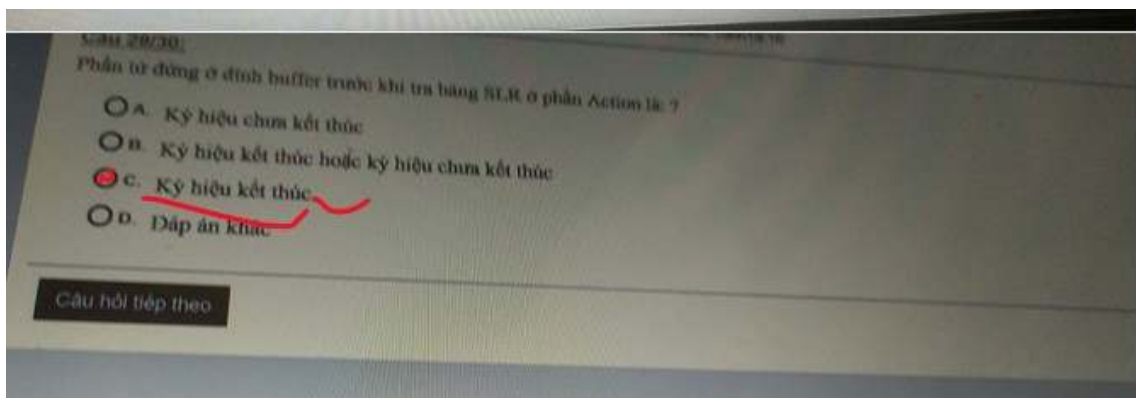 Câu 29/30:
Phần tử đứng ở đỉnh buffer trước khi tra bảng SLR ở phần Action là: ?
A. Ký hiệu chưa kết thúc
B. Ký hiệu kết thúc hoặc ký hiệu chưa kết thúc
C. Ký hiệu kết thúc
D. Đáp án khác
Câu hỏi tiếp theo